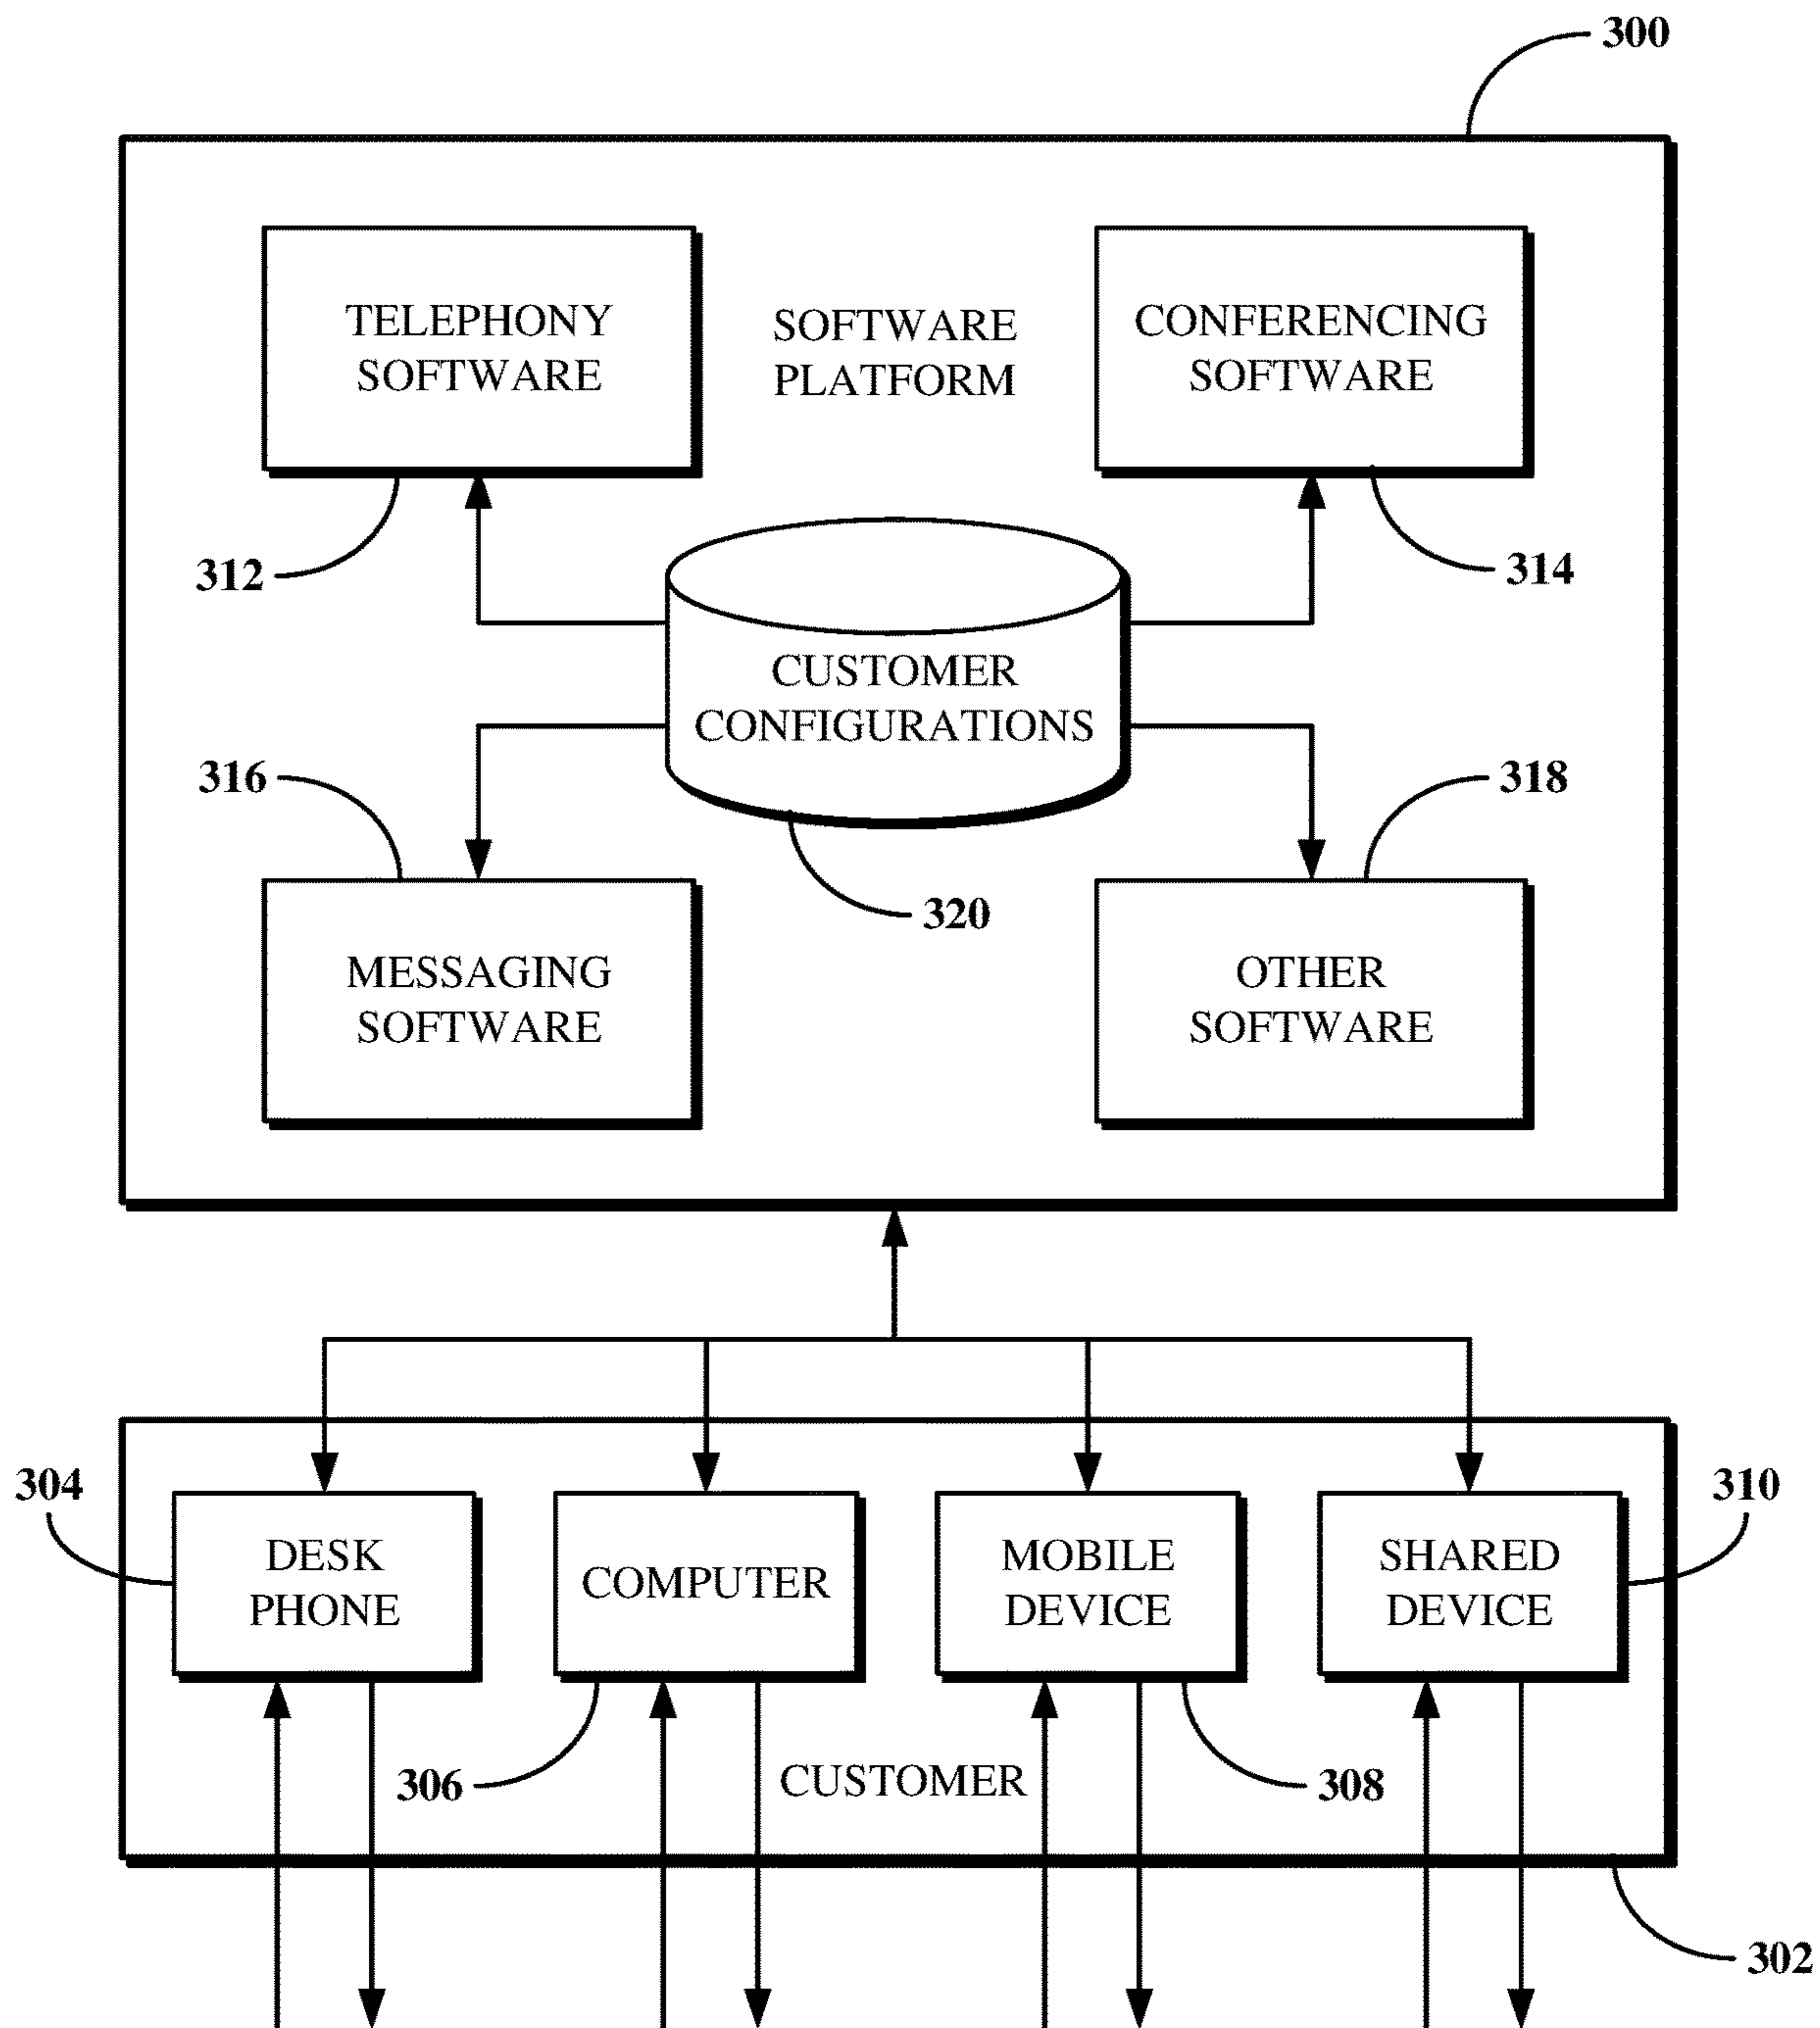 300
TELEPHONY
SOFTWARE
SOFTWARE
PLATFORM
CONFERENCING
SOFTWARE
312
314
CUSTOMER
CONFIGURATIONS
316
318
320
MESSAGING
SOFTWARE
OTHER
SOFTWARE
304
310
DESK
PHONE
COMPUTER
MOBILE
DEVICE
SHARED
DEVICE
306
CUSTOMER
308
302